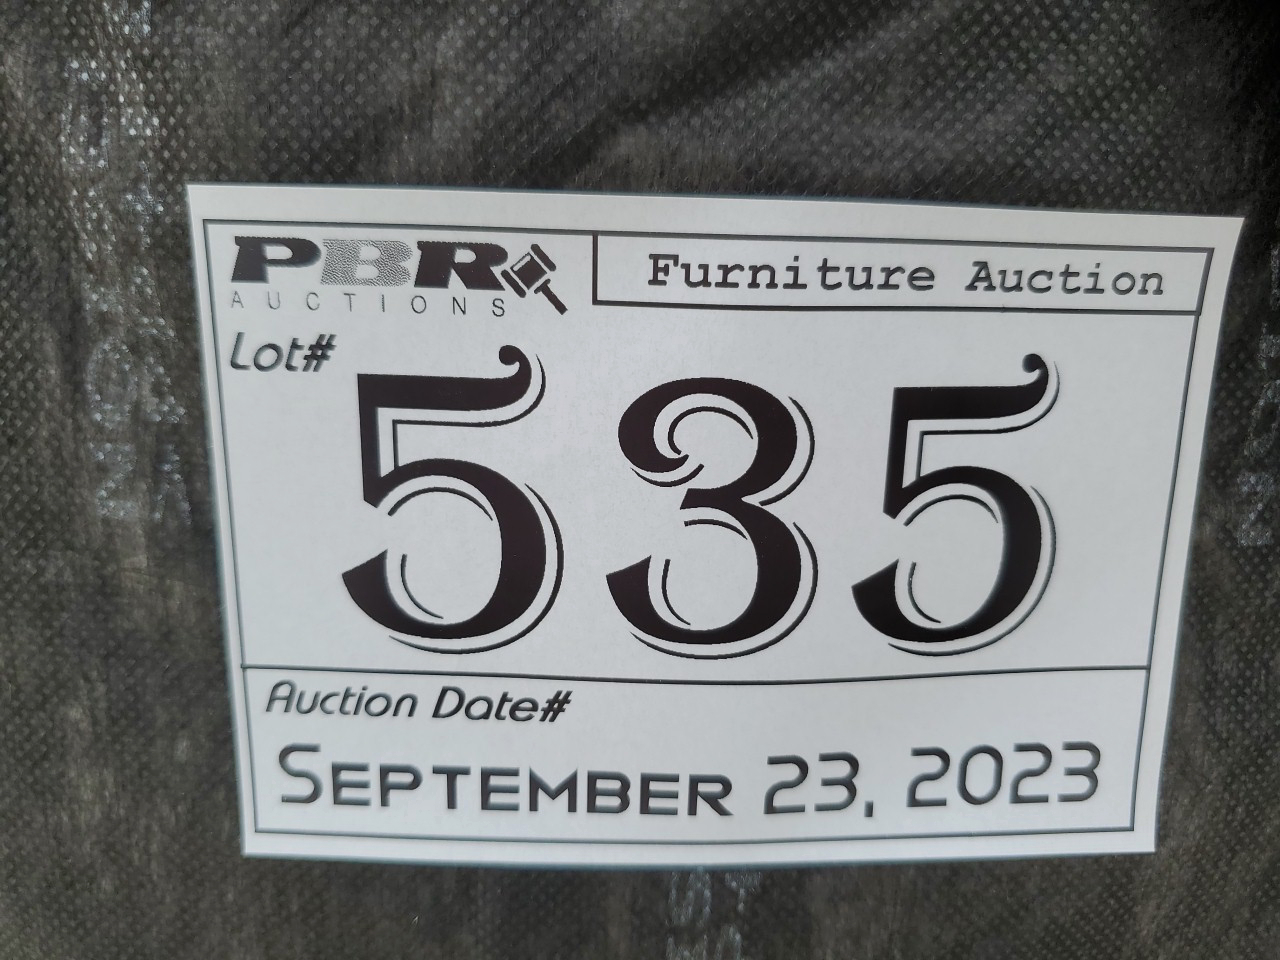 PBR
AUCTIONS
Furniture Auction
Lot#
535
Auction Date#
September 23, 2023